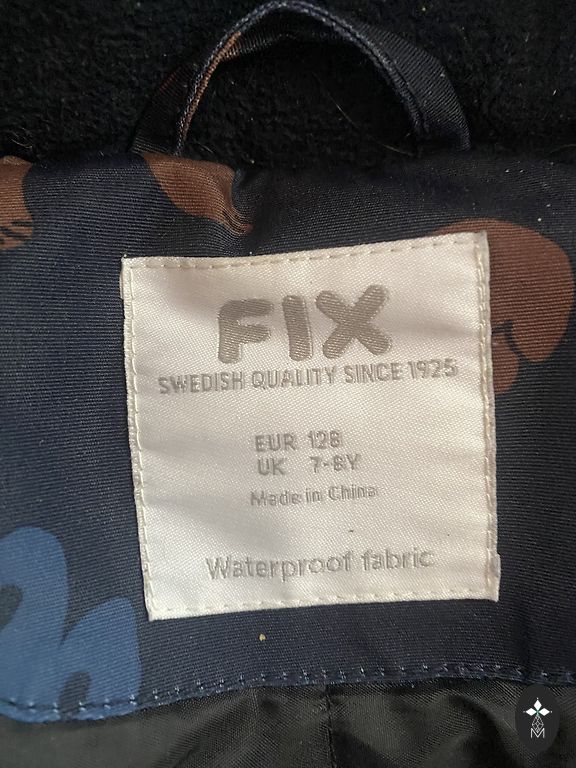 FIX
SWEDISH QUALITY SINCE 1925
EUR 128
UK 7-8Y
Made in China
Waterproof fabric